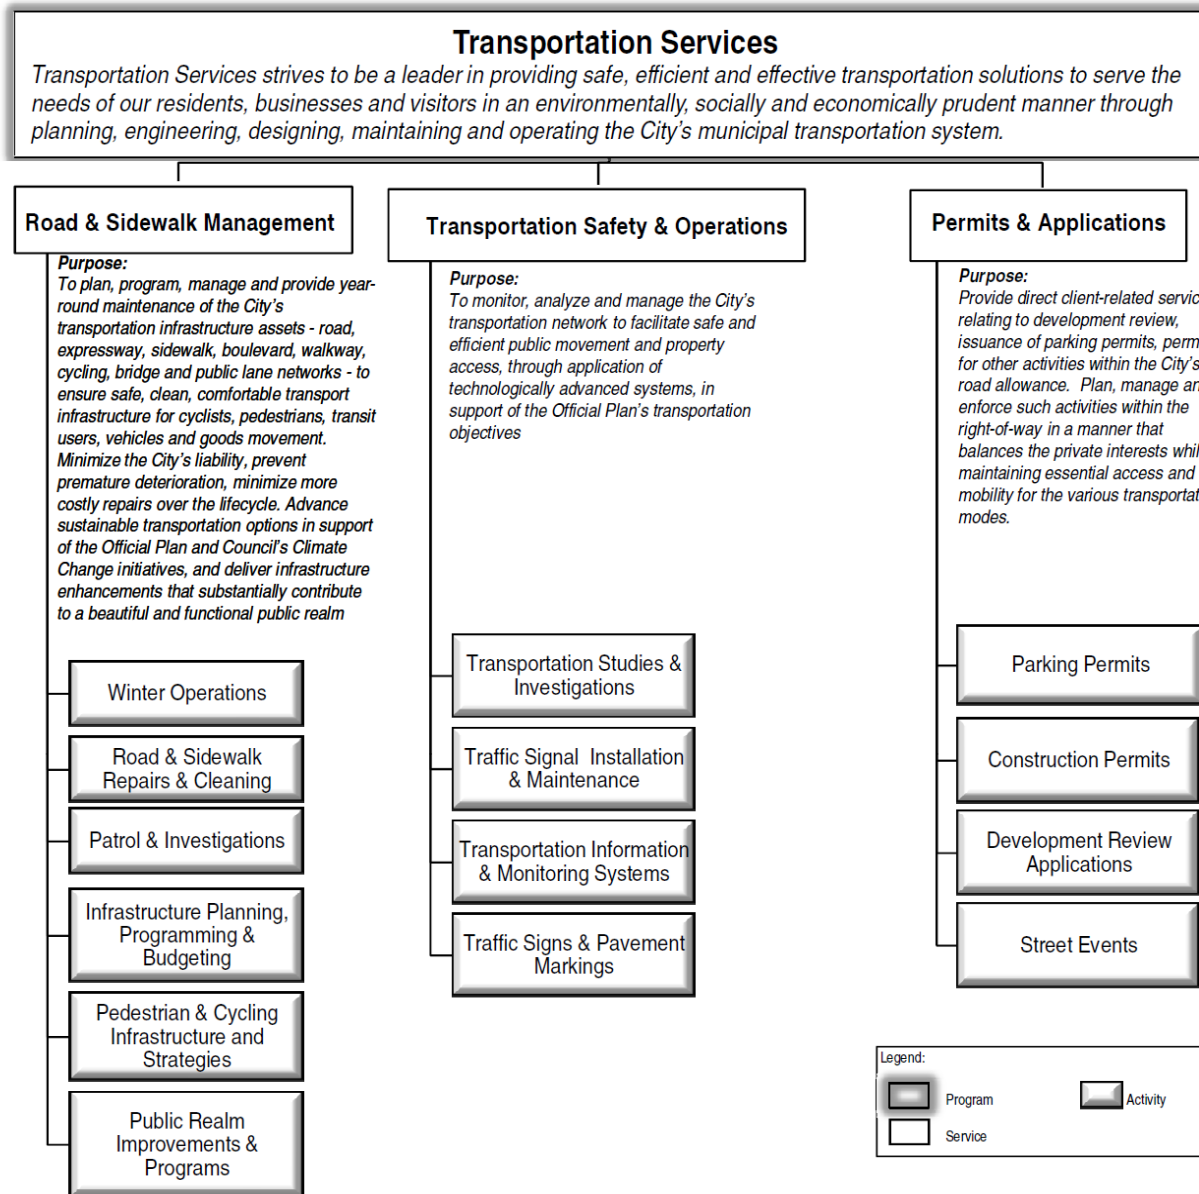 Transportation Services
Transportation Services strives to be a leader in providing safe, efficient and effective transportation solutions to serve the
needs of our residents, businesses and visitors in an environmentally, socially and economically prudent manner through
planning, engineering, designing, maintaining and operating the City's municipal transportation system.
Road & Sidewalk Management
Purpose:
To plan, program, manage and provide year-
round maintenance of the City's
transportation infrastructure assets - road,
expressway, sidewalk, boulevard, walkway,
cycling, bridge and public lane networks - to
ensure safe, clean, comfortable transport
infrastructure for cyclists, pedestrians, transit
users, vehicles and goods movement.
Minimize the City's liability, prevent
premature deterioration, minimize more
costly repairs over the lifecycle. Advance
sustainable transportation options in support
of the Official Plan and Council's Climate
Change initiatives, and deliver infrastructure
enhancements that substantially contribute
to a beautiful and functional public realm
Winter Operations
Road & Sidewalk
Repairs & Cleaning
Patrol & Investigations
Infrastructure Planning,
Programming &
Budgeting
Pedestrian & Cycling
Infrastructure and
Strategies
Public Realm
Improvements &
Programs
Transportation Safety & Operations
Purpose:
To monitor, analyze and manage the City's
transportation network to facilitate safe and
efficient public movement and property
access, through application of
technologically advanced systems, in
support of the Official Plan's transportation
objectives
Transportation Studies &
Investigations
Traffic Signal Installation
& Maintenance
Transportation Information
& Monitoring Systems
Traffic Signs & Pavement
Markings
Permits & Applications
Purpose:
Provide direct client-related
relating to development review,
issuance of parking permits,
for other activities within the City's
road allowance. Plan, manage
enforce such activities within the
right-of-way in a manner that
balances the private interests
maintaining essential access and
mobility for the various
modes.
Parking Permits
Construction Permits
Development Review
Applications
Street Events
Legend:
Program
Activity
Service